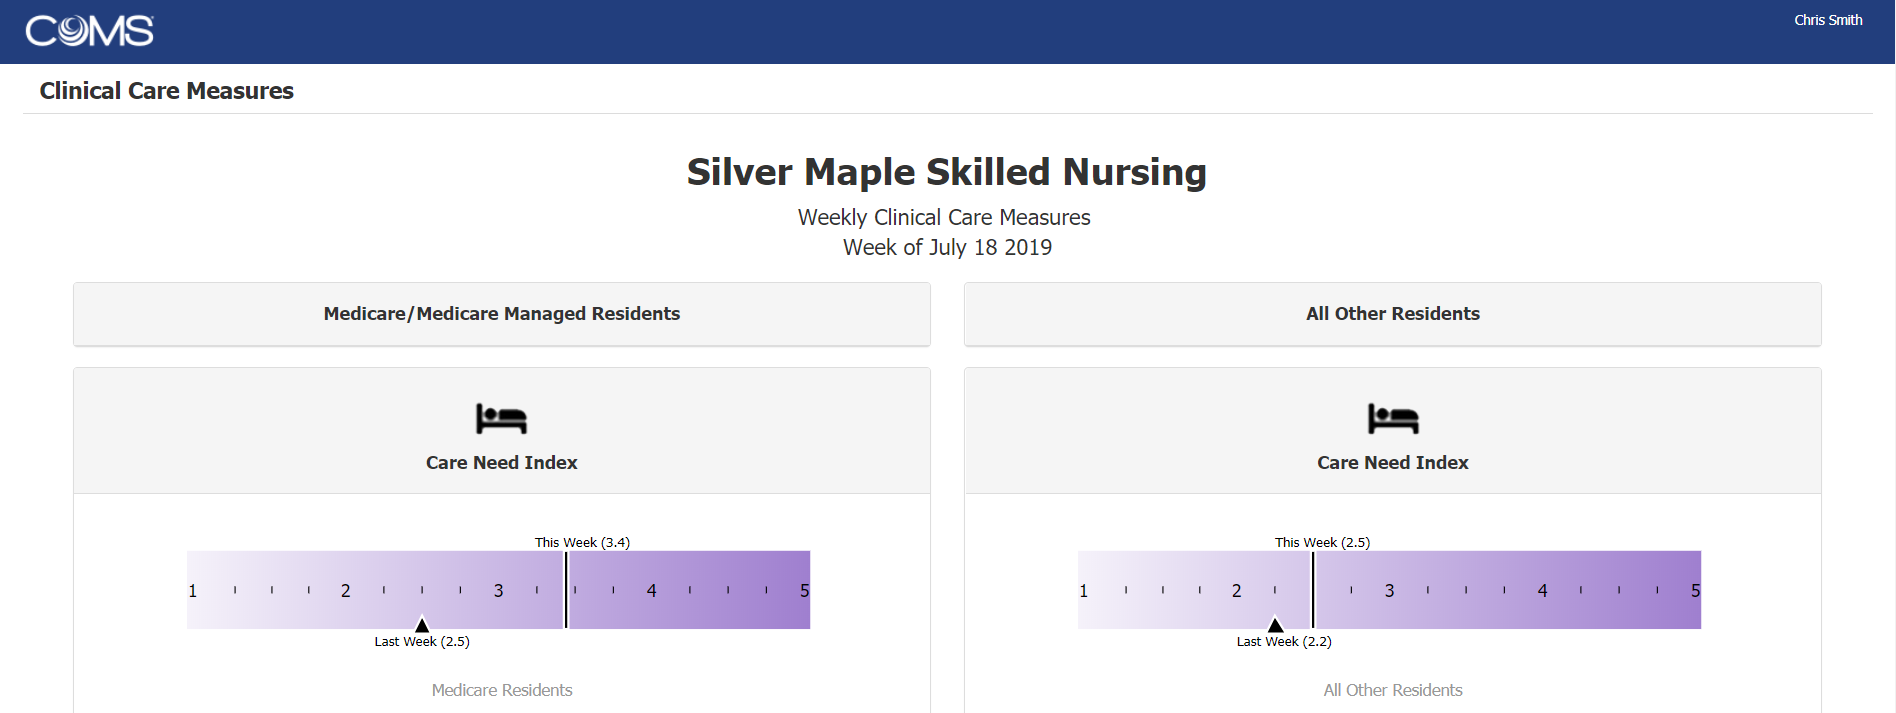 COMS
Chris Smith
Clinical Care Measures
Silver Maple Skilled Nursing
Weekly Clinical Care Measures
Week of July 18 2019
Medicare/Medicare Managed Residents
Care Need Index
This Week (3.4)
1 2 3 4 5
Last Week (2.5)
Medicare Residents
All Other Residents
Care Need Index
This Week (2.5)
1 2 3 4 5
Last Week (2.2)
All Other Residents